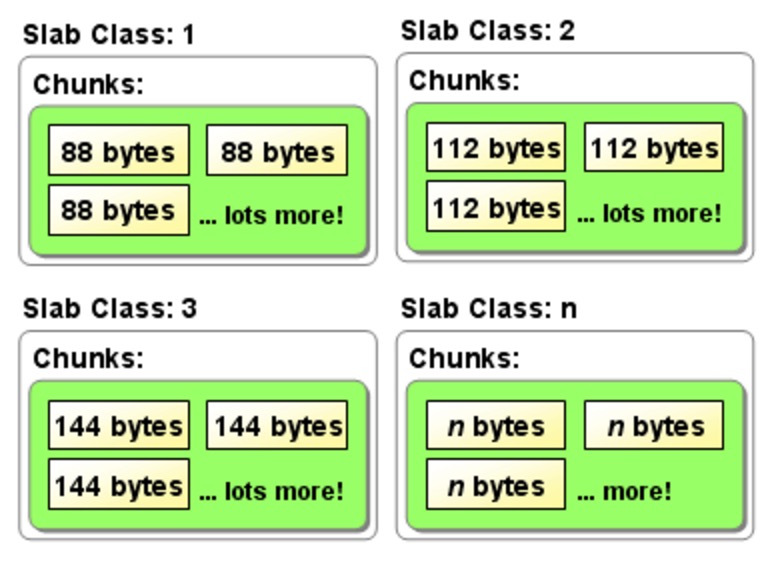 Slab Class: 1
Chunks:
88 bytes 88 bytes
88 bytes ... lots more!
Slab Class: 2
Chunks:
112 bytes 112 bytes
112 bytes ... lots more!
Slab Class: 3
Chunks:
144 bytes 144 bytes
144 bytes ... lots more!
Slab Class: n
Chunks:
n bytes n bytes
n bytes ... more!